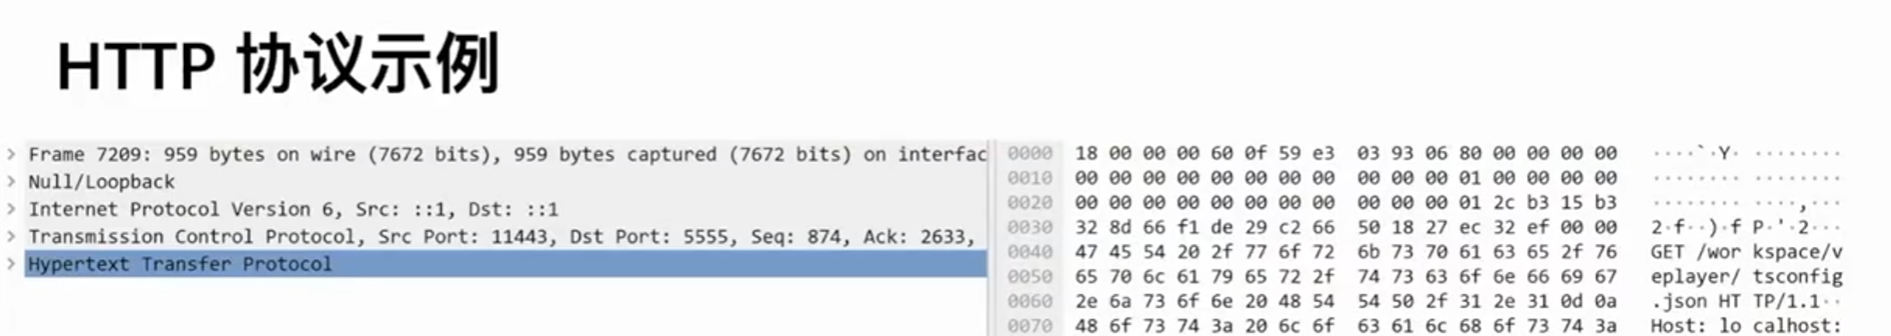 HTTP 协议示例
Frame 7209: 959 bytes on wire (7672 bits), 959 bytes captured (7672 bits) on interfac
Null/Loopback
Internet Protocol Version 6, Src: ::1, Dst: ::1
Transmission Control Protocol, Src Port: 11443, Dst Port: 5555, Seq: 874, Ack: 2633,
Hypertext Transfer Protocol
0000 18 00 00 00 60 0f 59 e3 03 93 06 80 00 00 00 00 ····`·Y· ········
0010 00 00 00 00 00 00 00 00 00 00 00 01 00 00 00 00 ········ ········
0020 00 00 00 00 00 00 00 00 00 00 00 01 2c b3 15 b3 ········ ····,···
0030 32 8d 66 f1 de 29 c2 66 50 18 27 ec 32 ef 00 00 2·f··)·f P·'·2···
0040 47 45 54 20 2f 77 6f 72 6b 73 70 61 63 65 2f 76 GET /wor kspace/v
0050 65 70 6c 61 79 65 72 2f 74 73 63 6f 6e 66 69 67 eplayer/ tsconfig
0060 2e 6a 73 6f 6e 20 48 54 54 50 2f 31 2e 31 0d 0a .json HT TP/1.1··
0070 48 6f 73 74 3a 20 6c 6f 63 61 6c 68 6f 73 74 3a Host: lo calhost: